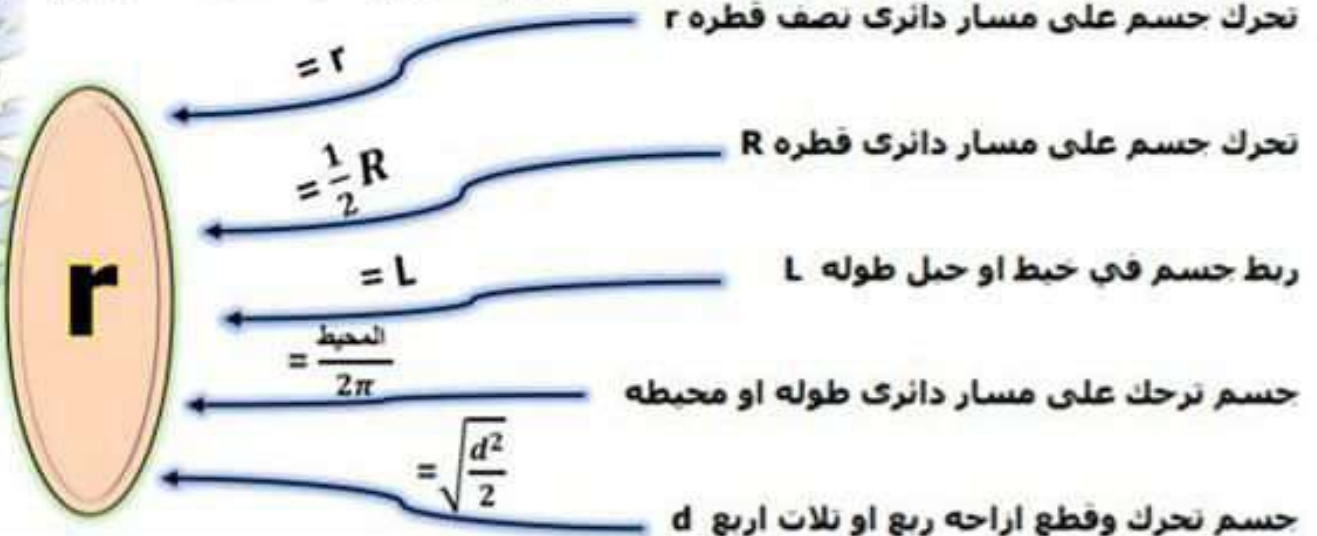 تحرك جسم على مسار دائرى نصف قطره r
= r
تحرك جسم على مسار دائرى قطره R
= 1/2 R
ربط جسم في خيط او حبل طوله L
= L
جسم ترحك على مسار دائرى طوله او محيطه
= المحيط / 2π
جسم تحرك وقطع ازاحه ربع او تلات اربع d
= √(d²/2)
r